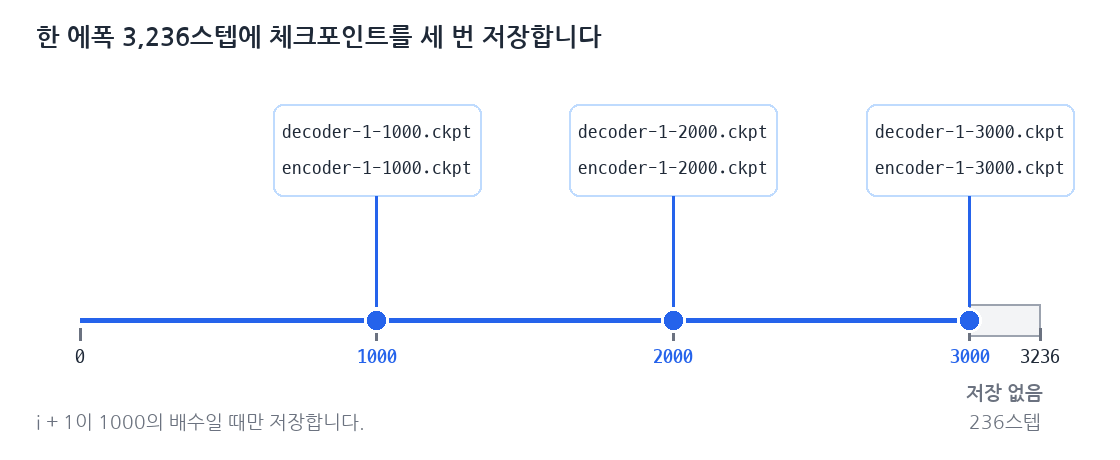 한 에폭 3,236스텝에 체크포인트를 세 번 저장합니다
decoder-1-1000.ckpt
encoder-1-1000.ckpt
decoder-1-2000.ckpt
encoder-1-2000.ckpt
decoder-1-3000.ckpt
encoder-1-3000.ckpt
0
1000
2000
3000
3236
저장 없음
236스텝
i + 1이 1000의 배수일 때만 저장합니다.